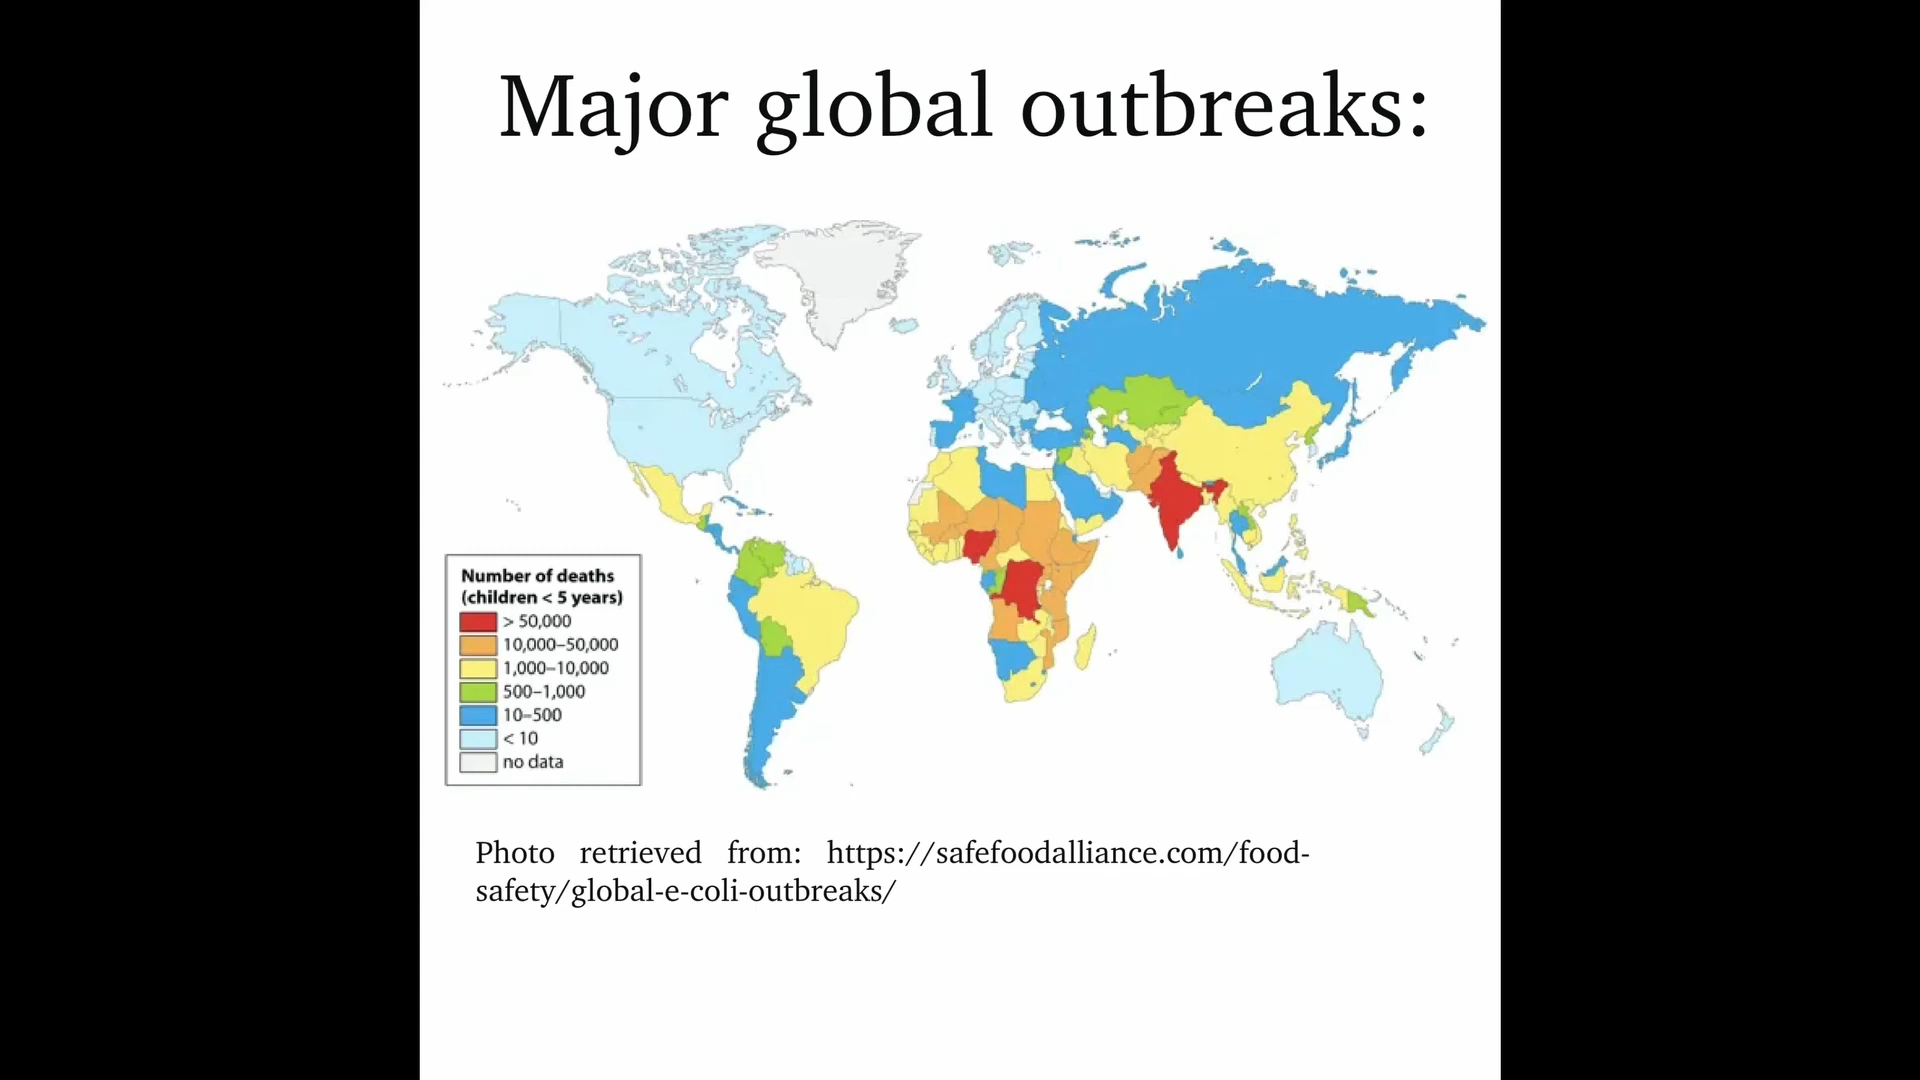 Major global outbreaks:
Number of deaths
(children < 5 years)
> 50,000
10,000–50,000
1,000–10,000
500–1,000
10–500
< 10
no data
Photo retrieved from: https://safefoodalliance.com/food-
safety/global-e-coli-outbreaks/